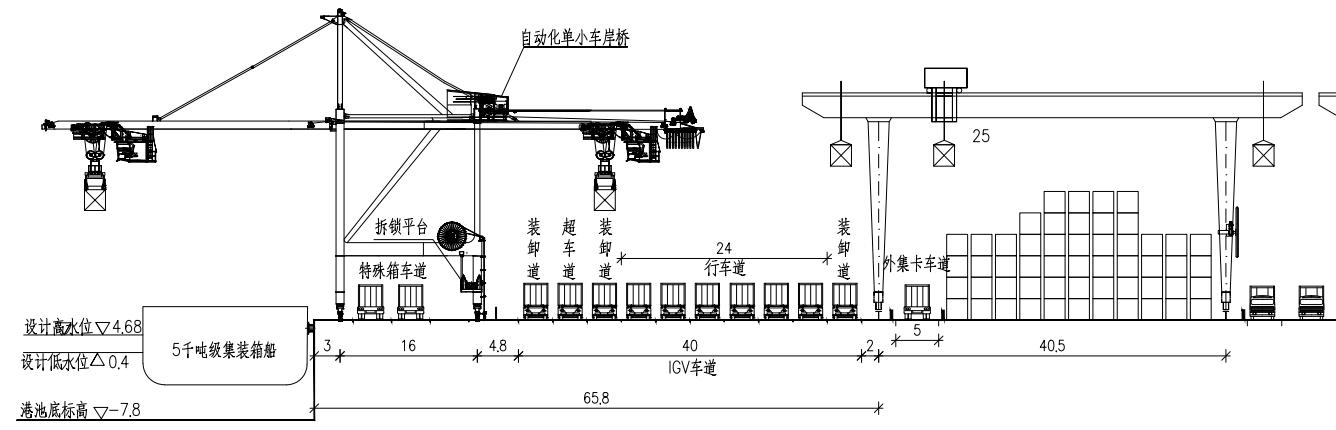 自动化单小车岸桥
25
拆锁平台
装卸道
超车道
装卸道
24
行车道
装卸道
特殊箱车道
外集卡车道
设计高水位▽4.68
5千吨级集装箱船
设计低水位△0.4
港池底标高▽-7.8
3
16
4.8
40
2
5
40.5
IGV车道
65.8